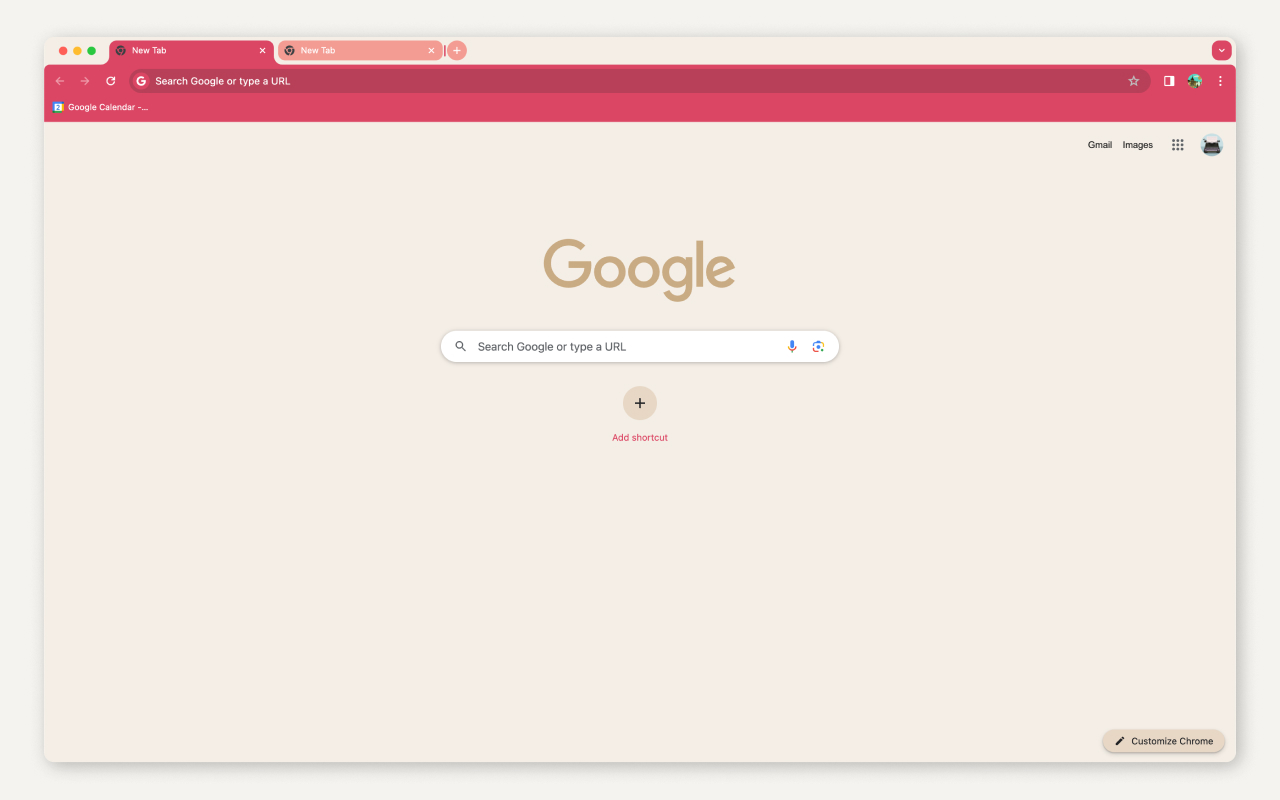 New Tab
New Tab
Search Google or type a URL
Google Calendar -...
Gmail
Images
Google
Search Google or type a URL
Add shortcut
Customize Chrome